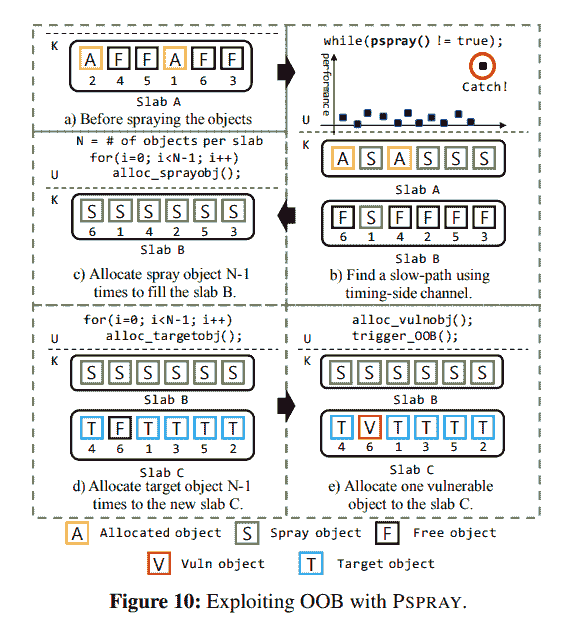 K
A F F A F F
2 4 5 1 6 3
Slab A
a) Before spraying the objects
while(pspray() != true);
performance
Catch!
U
K
A S A S S S
Slab A
F S F F F F
6 1 4 2 5 3
Slab B
b) Find a slow-path using
timing-side channel.
N = # of objects per slab
for(i=0; i<N-1; i++)
U alloc_sprayobj();
K
S S S S S S
6 1 4 2 5 3
Slab B
c) Allocate spray object N-1
times to fill the slab B.
for(i=0; i<N-1; i++)
U alloc_targetobj();
K
S S S S S S
Slab B
T F T T T T
4 6 1 3 5 2
Slab C
d) Allocate target object N-1
times to the new slab C.
alloc_vulnobj();
U trigger_OOB();
K
S S S S S S
Slab B
T V T T T T
4 6 1 3 5 2
Slab C
e) Allocate one vulnerable
object to the slab C.
A Allocated object S Spray object F Free object
V Vuln object T Target object
Figure 10: Exploiting OOB with PSPRAY.